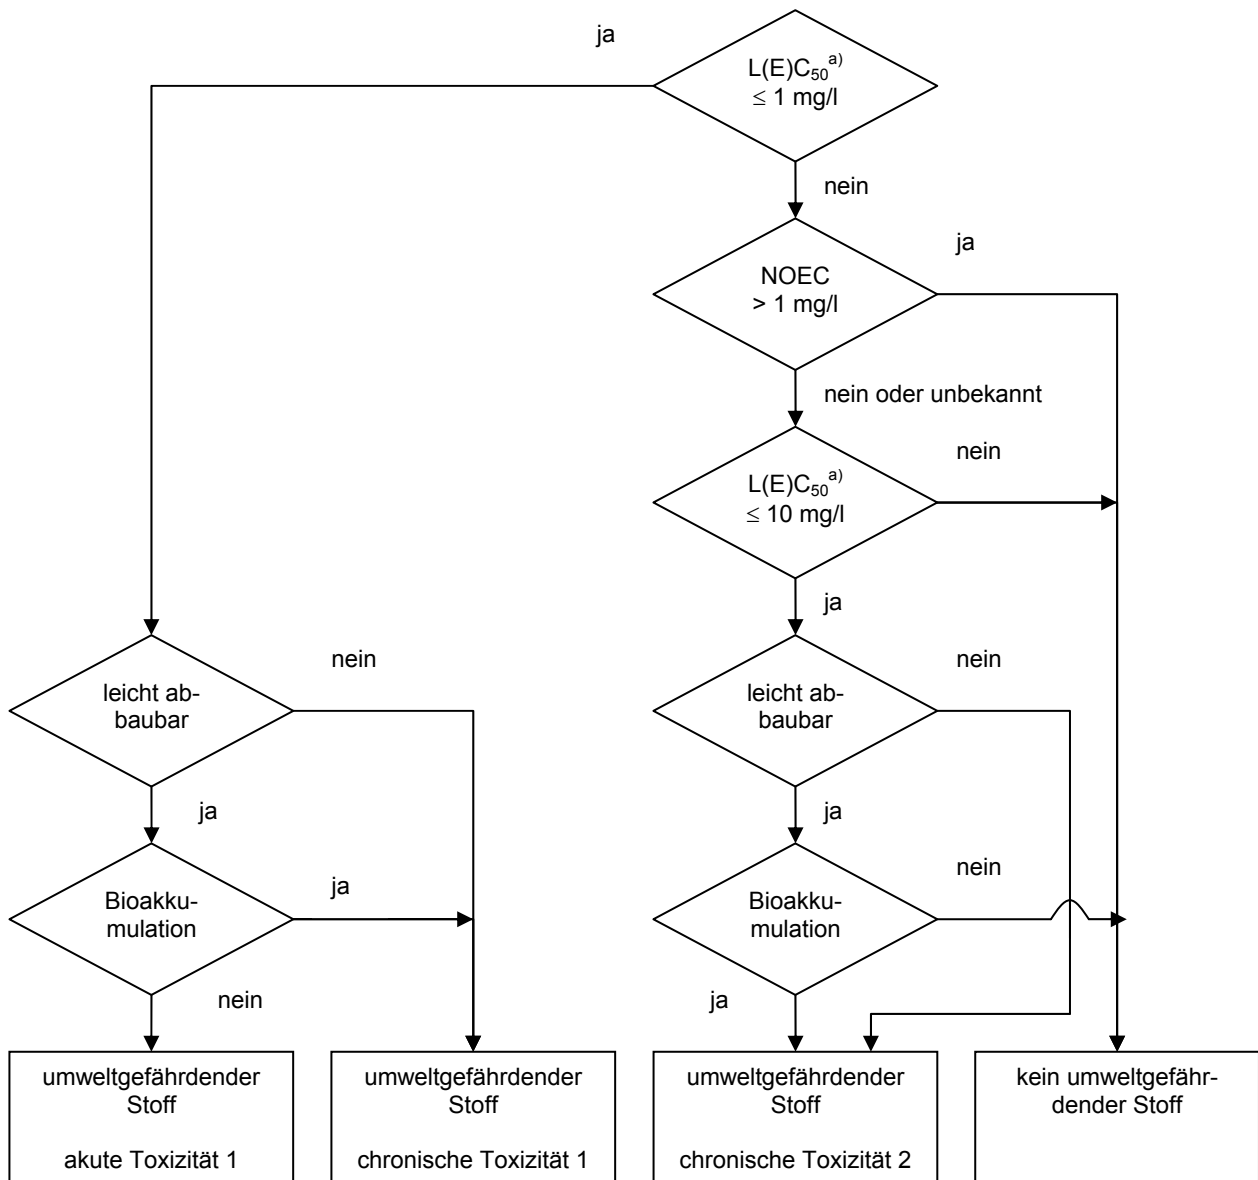 ja
L(E)C50a)
≤ 1 mg/l
nein
ja
NOEC
> 1 mg/l
nein oder unbekannt
nein
L(E)C50a)
≤ 10 mg/l
ja
nein
nein
leicht ab-
baubar
leicht ab-
baubar
ja
ja
ja
nein
Bioakku-
mulation
Bioakku-
mulation
nein
ja
umweltgefährdender
Stoff
akute Toxizität 1
umweltgefährdender
Stoff
chronische Toxizität 1
umweltgefährdender
Stoff
chronische Toxizität 2
kein umweltgefähr-
dender Stoff